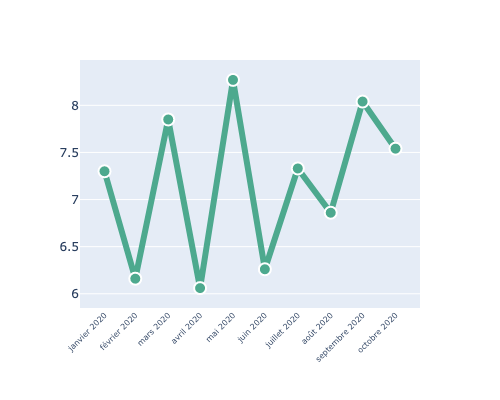 8
7.5
7
6.5
6
janvier 2020
février 2020
mars 2020
avril 2020
mai 2020
juin 2020
juillet 2020
août 2020
septembre 2020
octobre 2020